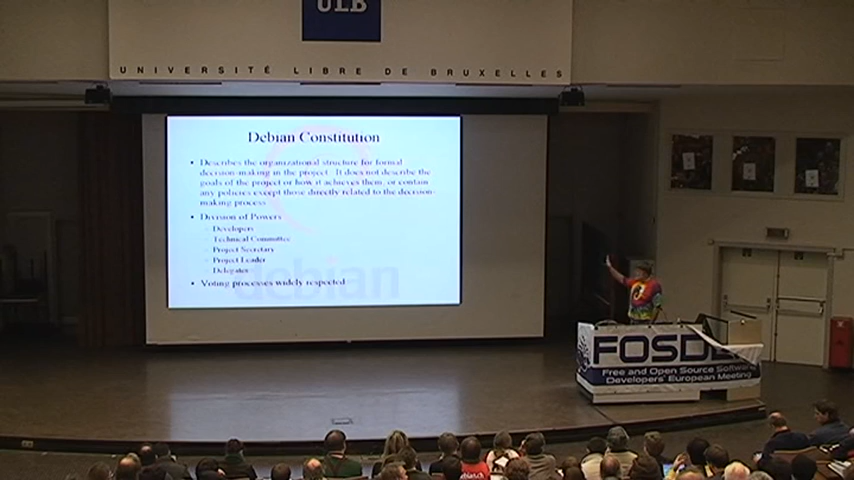 ULB
UNIVERSITÉ LIBRE DE BRUXELLES
Debian Constitution
• Describes the organizational structure for formal
decision-making in the project. It does not describe the
goals of the project or how it achieves them, or contain
any policies except those directly related to the decision-
making process
• Division of Powers
– Developers
– Technical Committee
– Project Secretary
– Project Leader
– Delegates
• Voting processes widely respected
debian
FOSDE
Free and Open Source Software
Developers' European Meeting